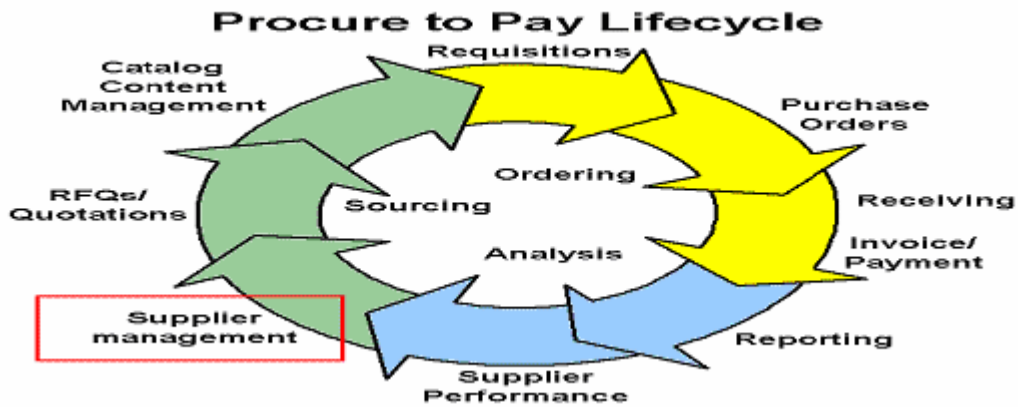 Procure to Pay Lifecycle
Requisitions
Catalog
Content
Management
Purchase
Orders
Ordering
RFQs/
Quotations
Sourcing
Receiving
Analysis
Invoice/
Payment
Supplier
management
Reporting
Supplier
Performance